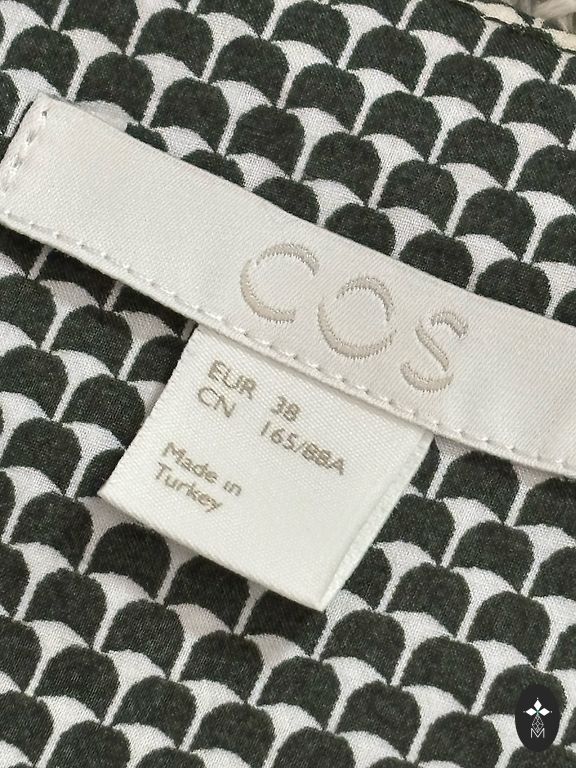 COS
EUR 38
CN 165/88A
Made in
Turkey
M